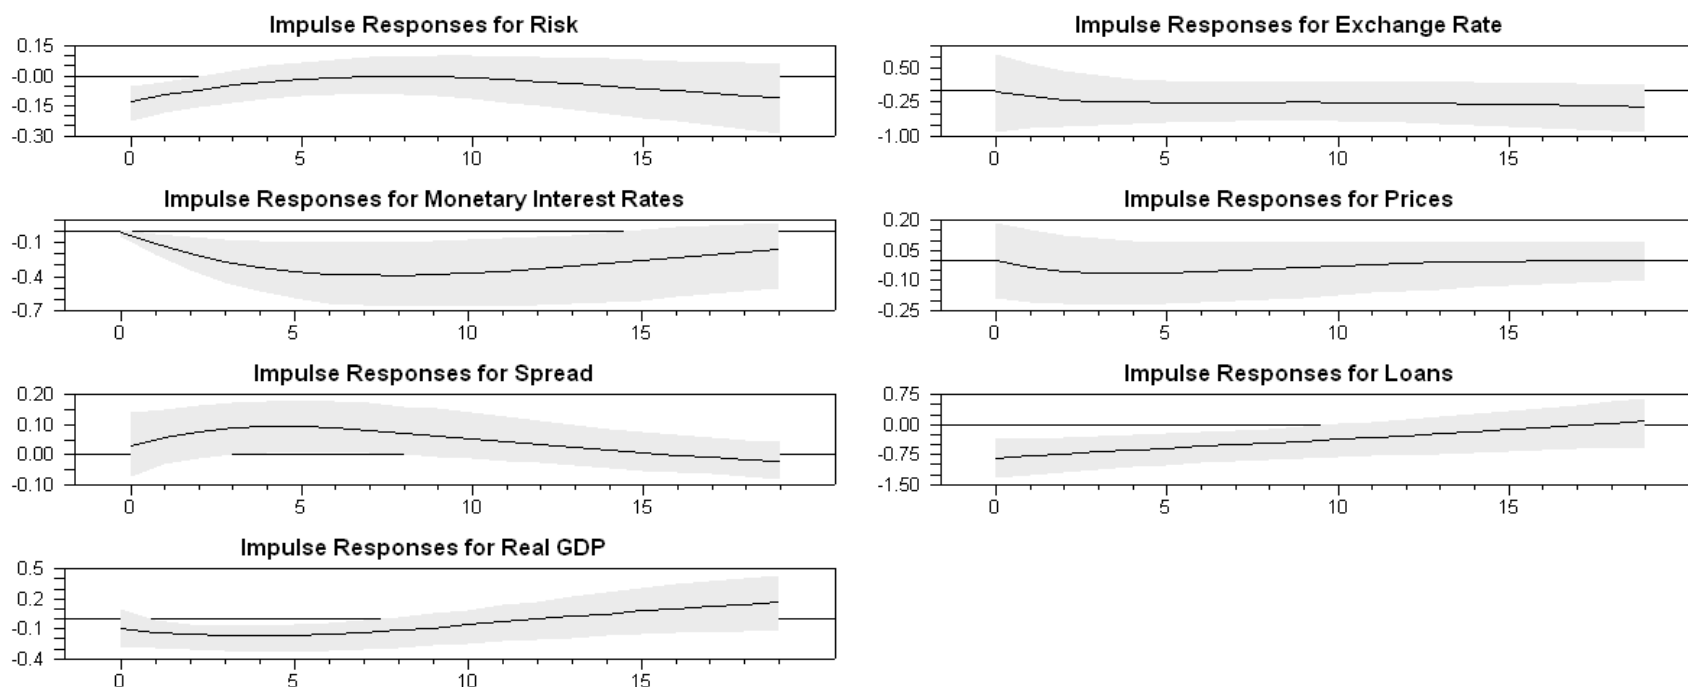 Impulse Responses for Risk
0.15
-0.00
-0.15
-0.30
0 5 10 15
Impulse Responses for Exchange Rate
0.50
-0.25
-1.00
0 5 10 15
Impulse Responses for Monetary Interest Rates
-0.1
-0.4
-0.7
0 5 10 15
Impulse Responses for Prices
0.20
0.05
-0.10
-0.25
0 5 10 15
Impulse Responses for Spread
0.20
0.10
0.00
-0.10
0 5 10 15
Impulse Responses for Loans
0.75
0.00
-0.75
-1.50
0 5 10 15
Impulse Responses for Real GDP
0.5
0.2
-0.1
-0.4
0 5 10 15